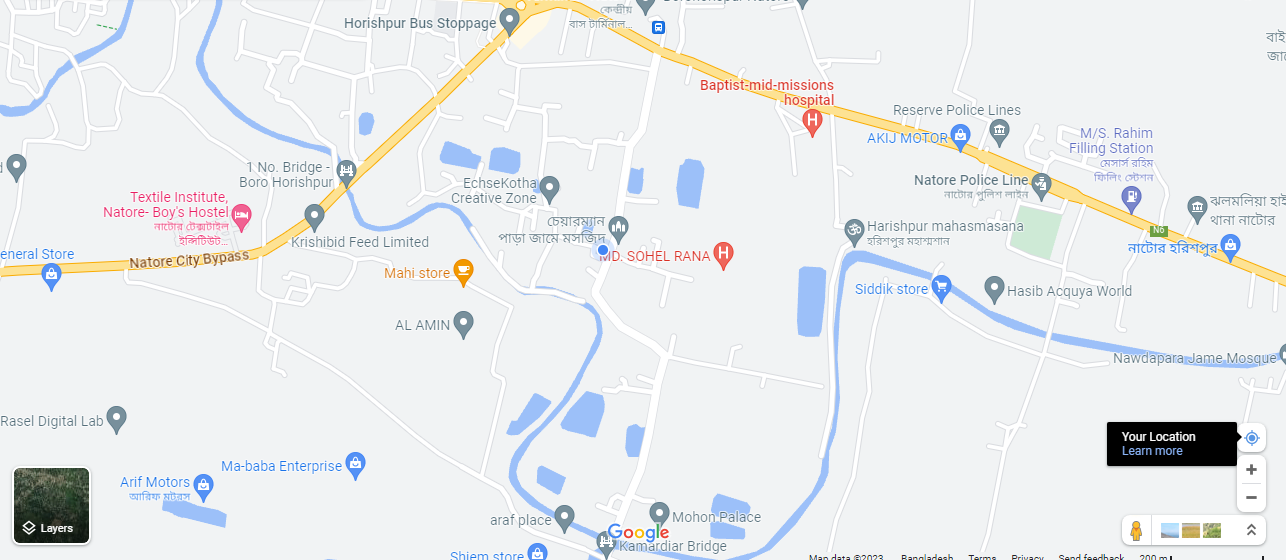 Horishpur Bus Stoppage
কেন্দ্রীয়
বাস টার্মিনাল...
Baptist-mid-missions
hospital
Reserve Police Lines
AKIJ MOTOR
M/S. Rahim
Filling Station
মেসার্স রহিম
ফিলিং স্টেশন
1 No. Bridge -
Boro Horishpur
EchseKotha
Creative Zone
Natore Police Line
নাটোর পুলিশ লাইন
Textile Institute,
Natore- Boy's Hostel
নাটোর টেক্সটাইল
ইন্সটিটিউট...
ঝলমলিয়া হাই
থানা নাটোর
চেয়ারম্যান
পাড়া জামে মসজিদ
Harishpur mahasmasana
হরিশপুর মহাশ্মশান
N6
নাটোর হরিশপুর
Krishibid Feed Limited
eneral Store
Natore City Bypass
MD. SOHEL RANA
Mahi store
Siddik store
Hasib Acquya World
AL AMIN
Nawdapara Jame Mosque
Rasel Digital Lab
Your Location
Learn more
Ma-baba Enterprise
Arif Motors
আরিফ মটরস
Layers
araf place
Mohon Palace
Google
Kamardiar Bridge
Shiem store
Map data ©2023
Bangladesh
Terms
Privacy
Send feedback
200 m